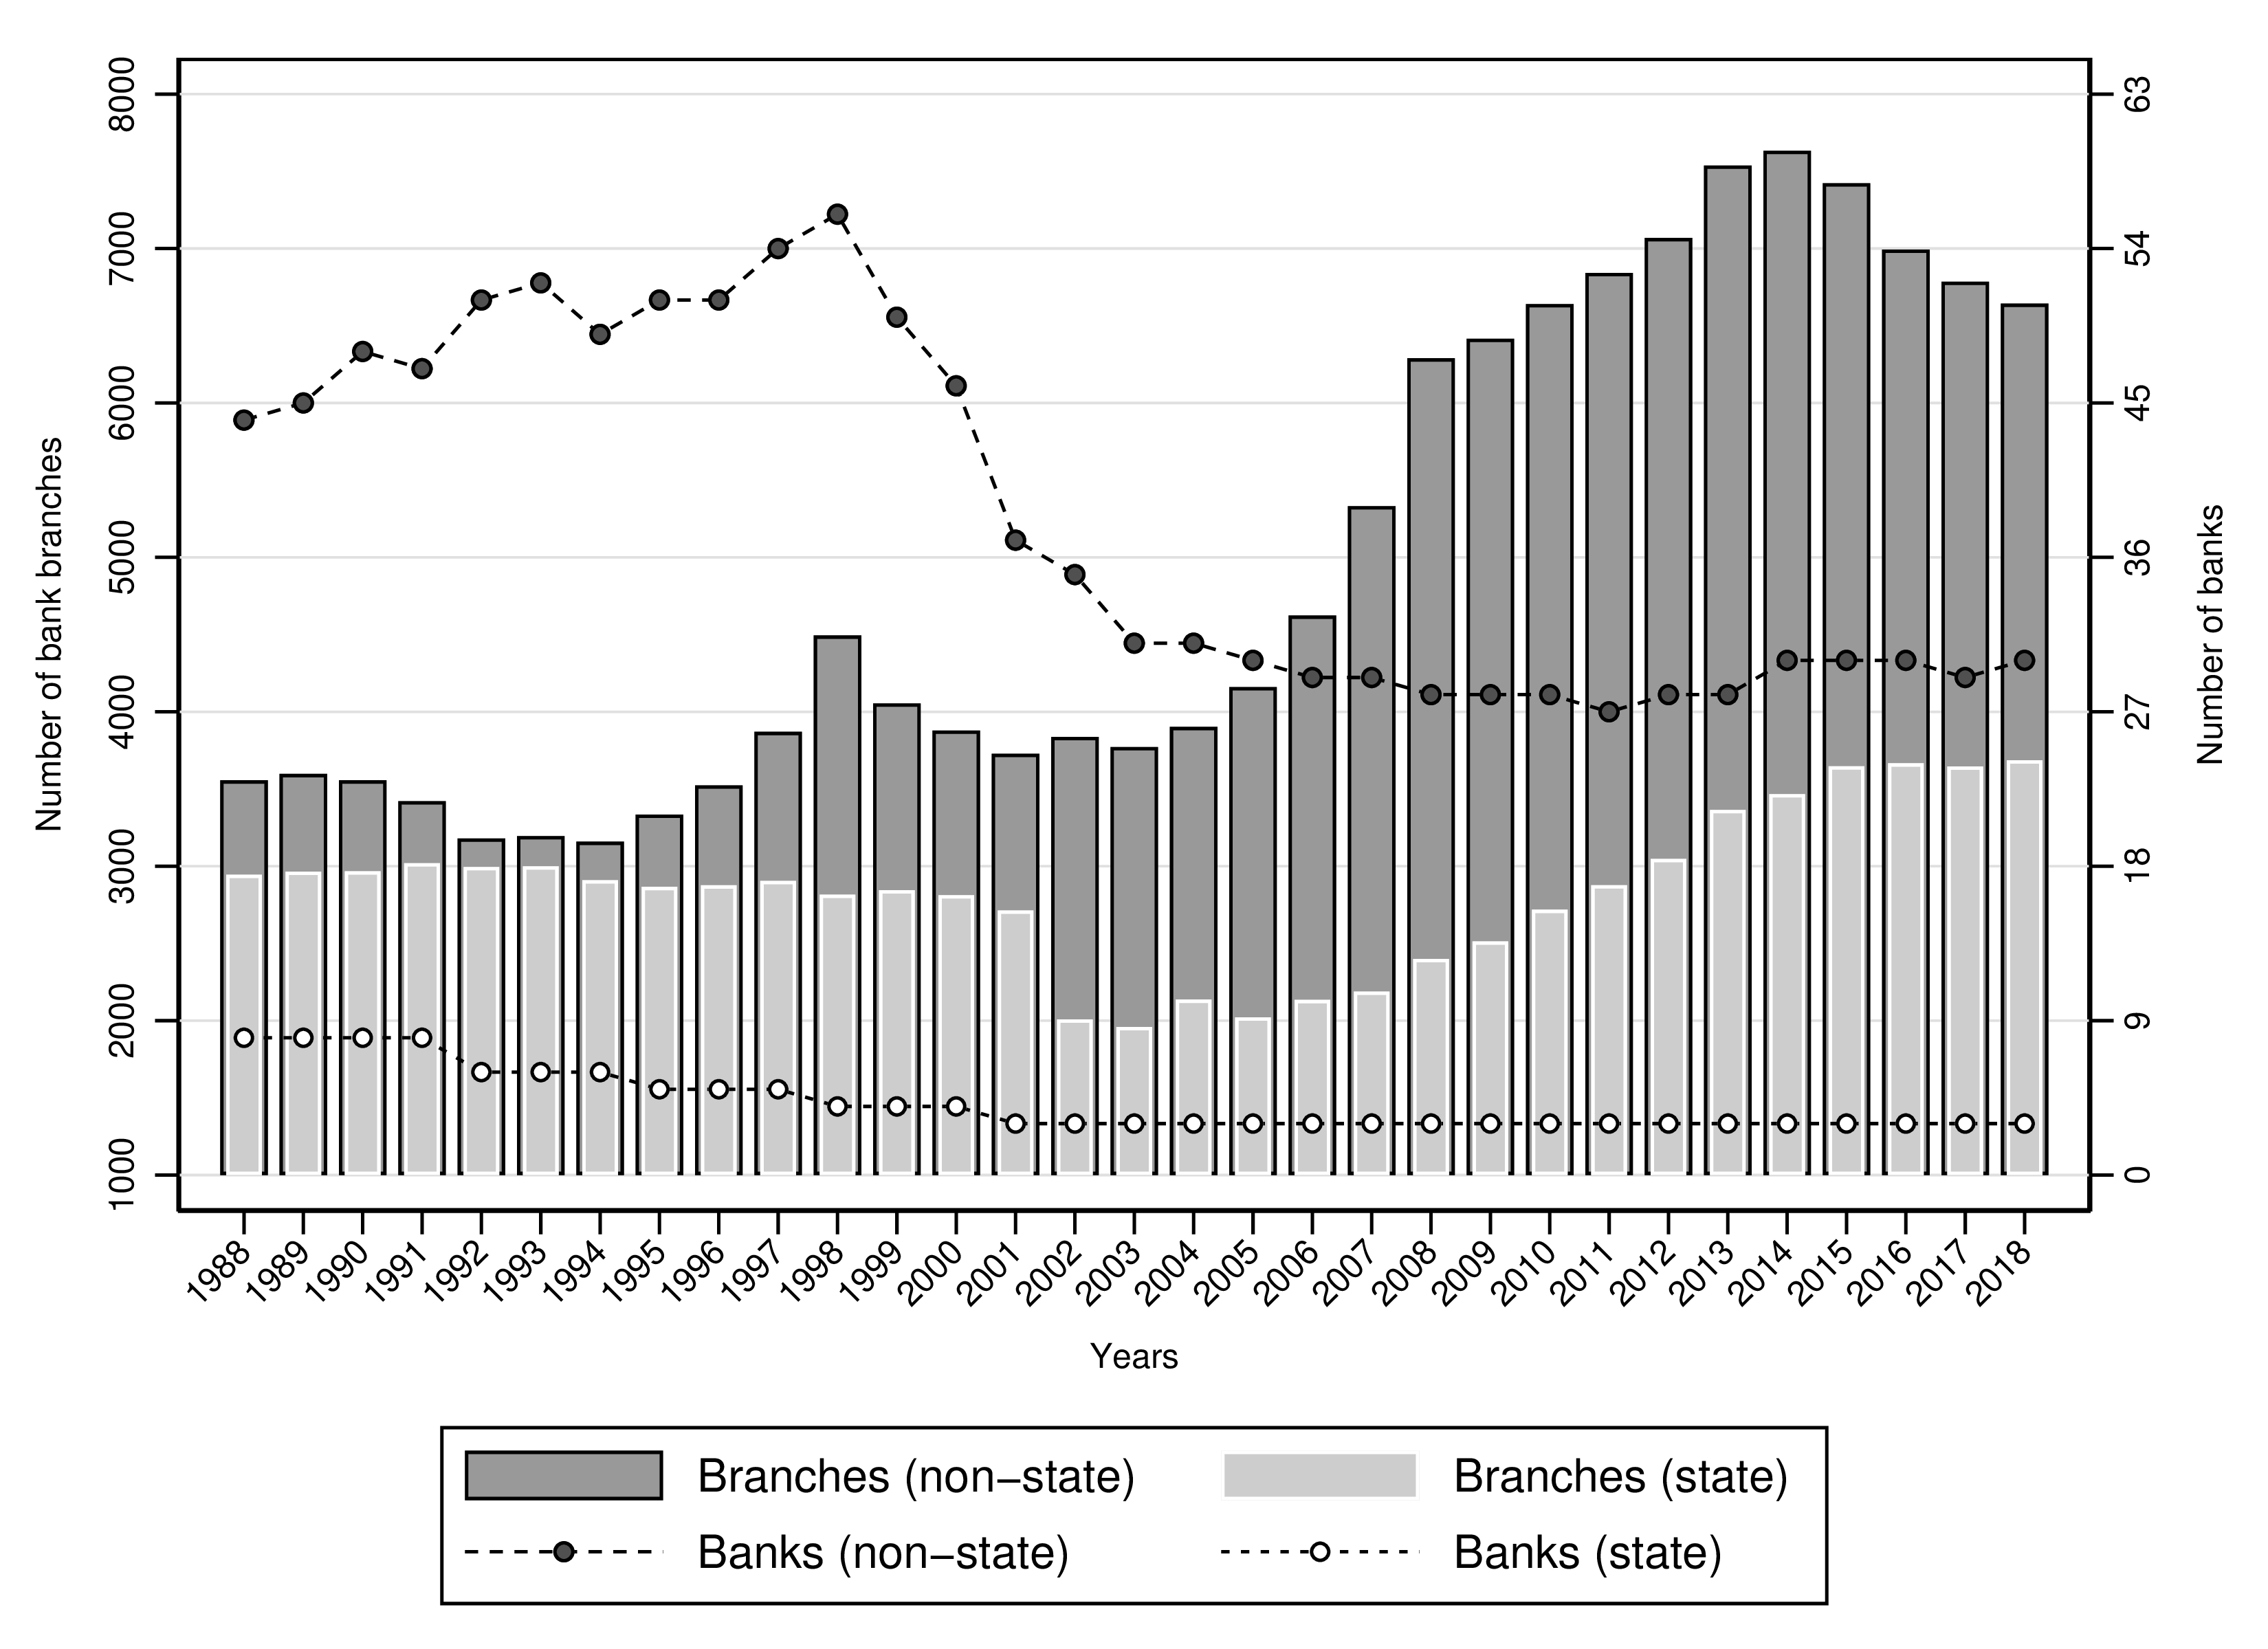 Number of bank branches
8000
7000
6000
5000
4000
3000
2000
1000
63
54
45
36
27
18
9
0
Number of banks
1988 1989 1990 1991 1992 1993 1994 1995 1996 1997 1998 1999 2000 2001 2002 2003 2004 2005 2006 2007 2008 2009 2010 2011 2012 2013 2014 2015 2016 2017 2018
Years
Branches (non−state) Branches (state)
Banks (non−state) Banks (state)